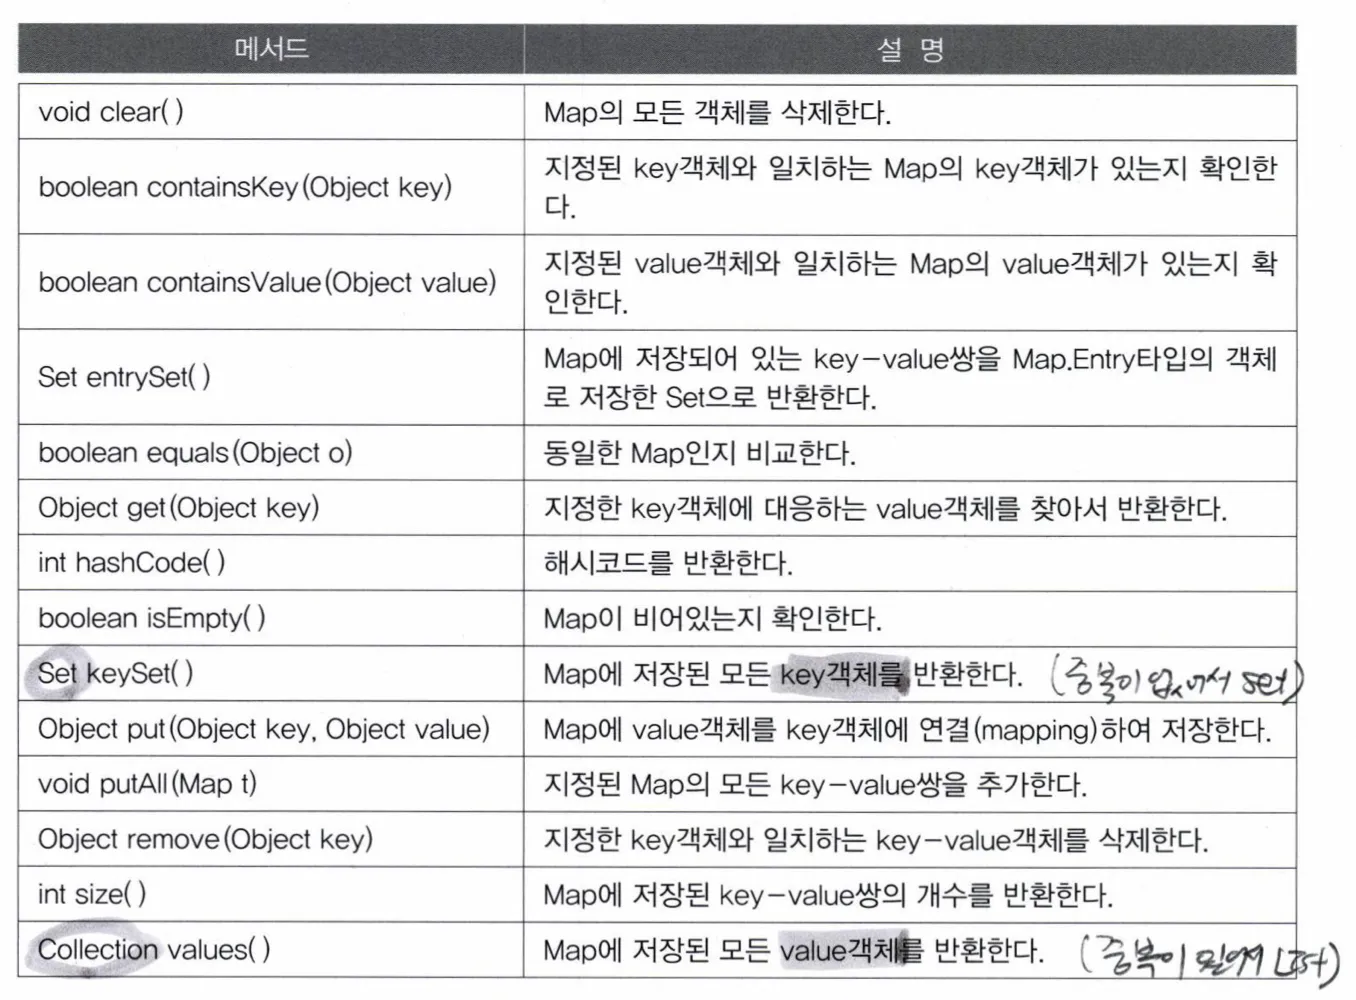 메서드 설 명
void clear( ) Map의 모든 객체를 삭제한다.
boolean containsKey(Object key) 지정된 key객체와 일치하는 Map의 key객체가 있는지 확인한
다.
boolean containsValue(Object value) 지정된 value객체와 일치하는 Map의 value객체가 있는지 확
인한다.
Set entrySet( ) Map에 저장되어 있는 key-value쌍을 Map.Entry타입의 객체
로 저장한 Set으로 반환한다.
boolean equals(Object o) 동일한 Map인지 비교한다.
Object get(Object key) 지정한 key객체에 대응하는 value객체를 찾아서 반환한다.
int hashCode( ) 해시코드를 반환한다.
boolean isEmpty( ) Map이 비어있는지 확인한다.
Set keySet( ) Map에 저장된 모든 key객체를 반환한다. (중복이 없어서 set)
Object put(Object key, Object value) Map에 value객체를 key객체에 연결(mapping)하여 저장한다.
void putAll(Map t) 지정된 Map의 모든 key-value쌍을 추가한다.
Object remove(Object key) 지정한 key객체와 일치하는 key-value객체를 삭제한다.
int size( ) Map에 저장된 key-value쌍의 개수를 반환한다.
Collection values( ) Map에 저장된 모든 value객체를 반환한다. (중복이 List)